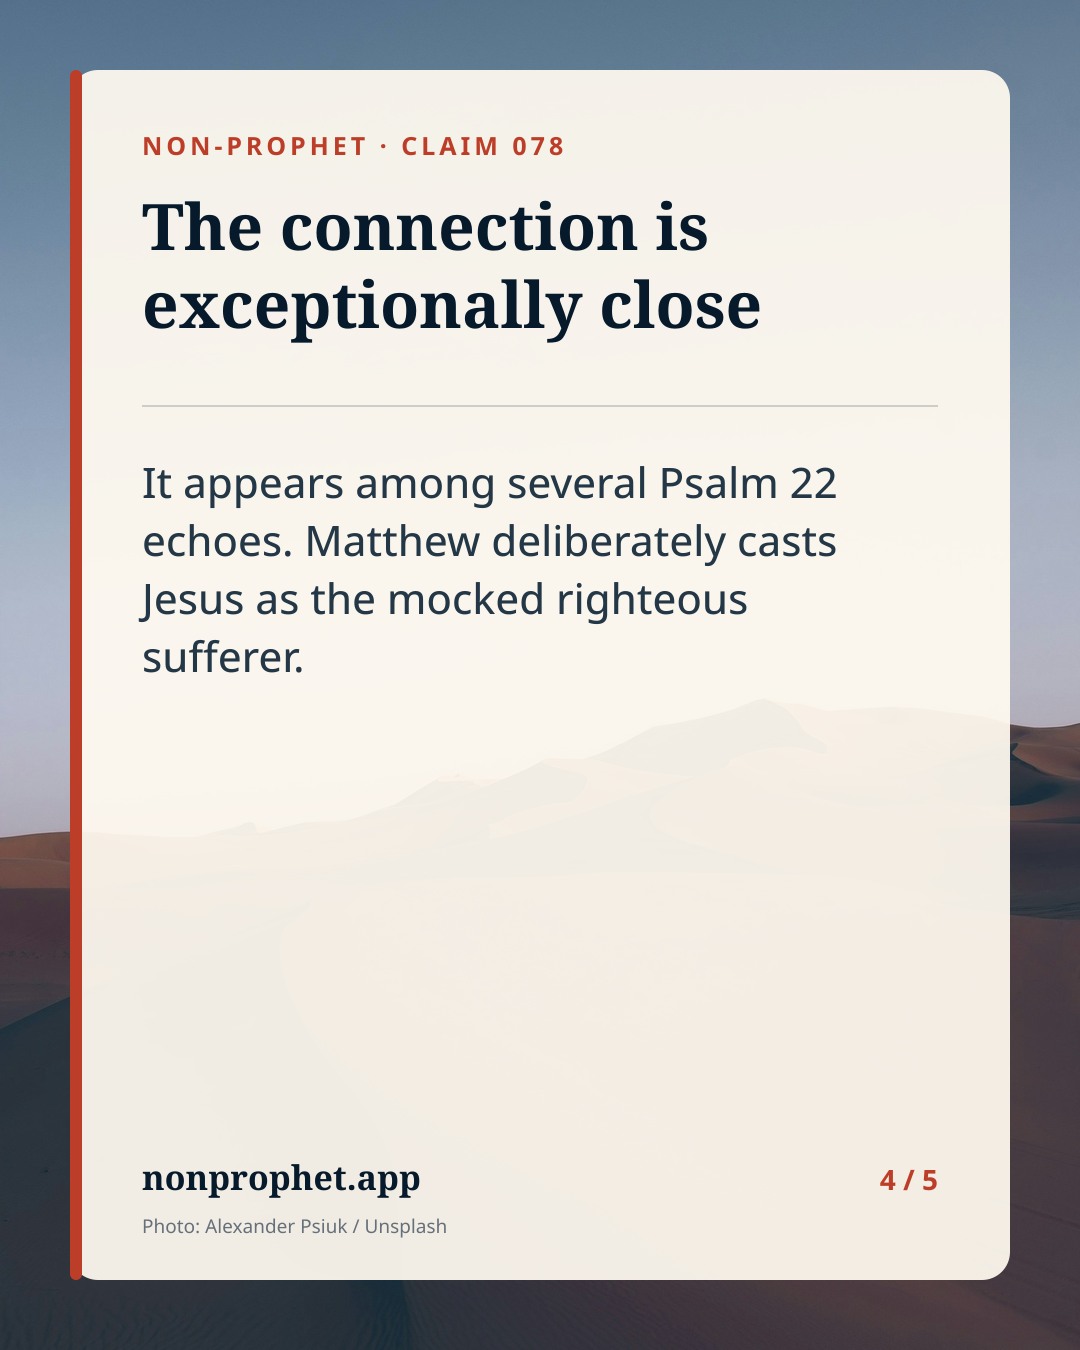 NON-PROPHET · CLAIM 078
The connection is
exceptionally close
It appears among several Psalm 22
echoes. Matthew deliberately casts
Jesus as the mocked righteous
sufferer.
nonprophet.app
4 / 5
Photo: Alexander Psiuk / Unsplash